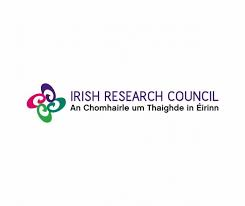 IRISH RESEARCH COUNCIL
An Chomhairle um Thaighde in Éirinn